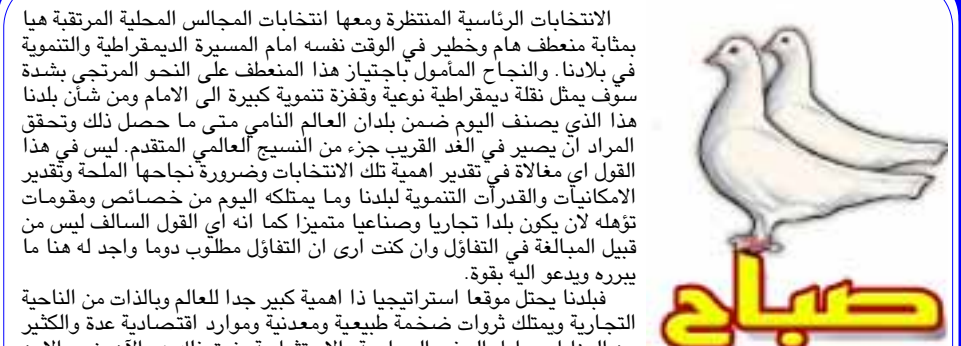 الانتخابات الرئاسية المنتظرة ومعها انتخابات المجالس المحلية المرتقبة هيا
بمثابة منعطف هام وخطير في الوقت نفسه امام المسيرة الديمقراطية والتنموية
في بلادنا. والنجاح المأمول باجتياز هذا المنعطف على النحو المرتجى بشدة
سوف يمثل نقلة ديمقراطية نوعية وقفزة تنموية كبيرة الى الامام ومن شأن بلدنا
هذا الذي يصنف اليوم ضمن بلدان العالم النامي متى ما حصل ذلك وتحقق
المراد ان يصير في الغد القريب جزء من النسيج العالمي المتقدم. ليس في هذا
القول اي مغالاة في تقدير اهمية تلك الانتخابات وضرورة نجاحها الملحة وتقدير
الامكانيات والقدرات التنموية لبلدنا وما يمتلكه اليوم من خصائص ومقومات
تؤهله لان يكون بلدا تجاريا وصناعيا متميزا كما انه اي القول السالف ليس من
قبيل المبالغة في التفاؤل وان كنت ارى ان التفاؤل مطلوب دوما واجد له هنا ما
يبرره ويدعو اليه بقوة.
فبلدنا يحتل موقعا استراتيجيا ذا اهمية كبير جدا للعالم وبالذات من الناحية
التجارية ويمتلك ثروات ضخمة طبيعية ومعدنية وموارد اقتصادية عدة والكثير
صباح